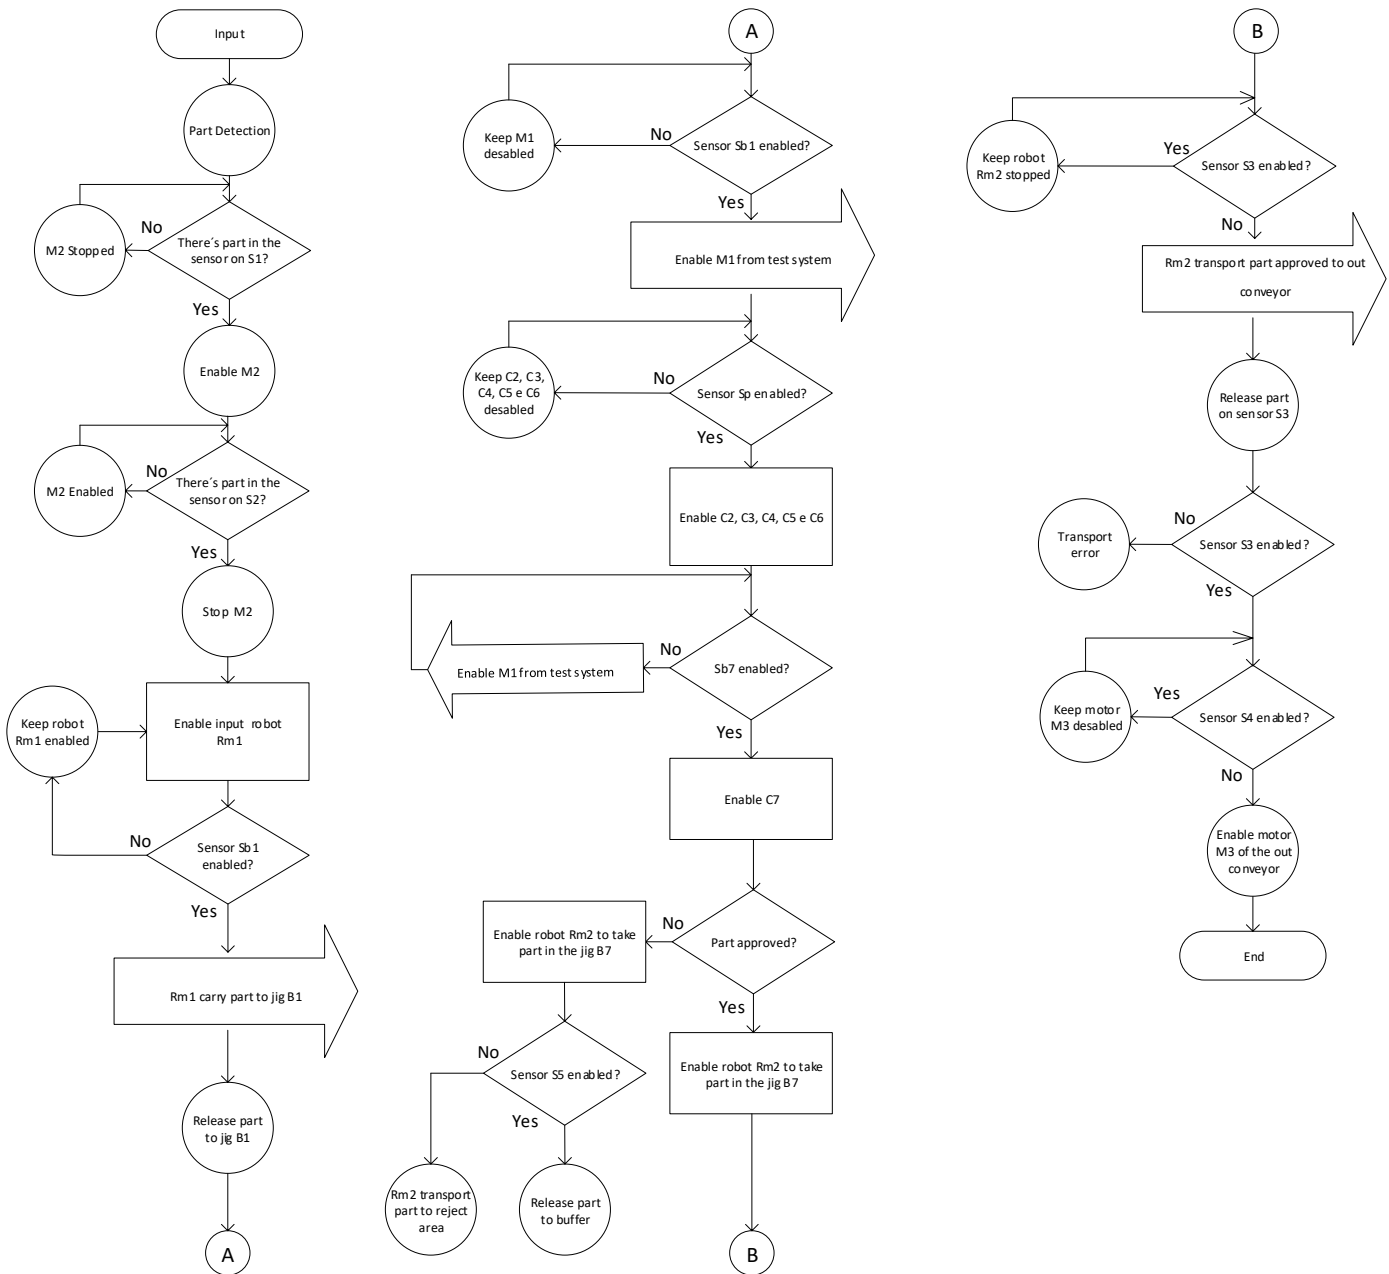 Input
Part Detection
No
There´s part in the
sensor on S1?
M2 Stopped
Yes
Enable M2
No
There´s part in the
sensor on S2?
M2 Enabled
Yes
Stop M2
Keep robot
Rm1 enabled
Enable input robot
Rm1
No
Sensor Sb1
enabled?
Yes
Rm1 carry part to jig B1
Release part
to jig B1
A
A
Keep M1
desabled
No
Sensor Sb1 enabled?
Yes
Enable M1 from test system
Keep C2, C3,
C4, C5 e C6
desabled
No
Sensor Sp enabled?
Yes
Enable C2, C3, C4, C5 e C6
No
Sb7 enabled?
Enable M1 from test system
Yes
Enable C7
No
Part approved?
Enable robot Rm2 to take
part in the jig B7
Yes
No
Sensor S5 enabled?
Enable robot Rm2 to take
part in the jig B7
Yes
Rm2 transport
part to reject
area
Release part
to buffer
B
B
Keep robot
Rm2 stopped
Yes
Sensor S3 enabled?
No
Rm2 transport part approved to out
conveyor
Release part
on sensor S3
Transport
error
No
Sensor S3 enabled?
Yes
Keep motor
M3 desabled
Yes
Sensor S4 enabled?
No
Enable motor
M3 of the out
conveyor
End